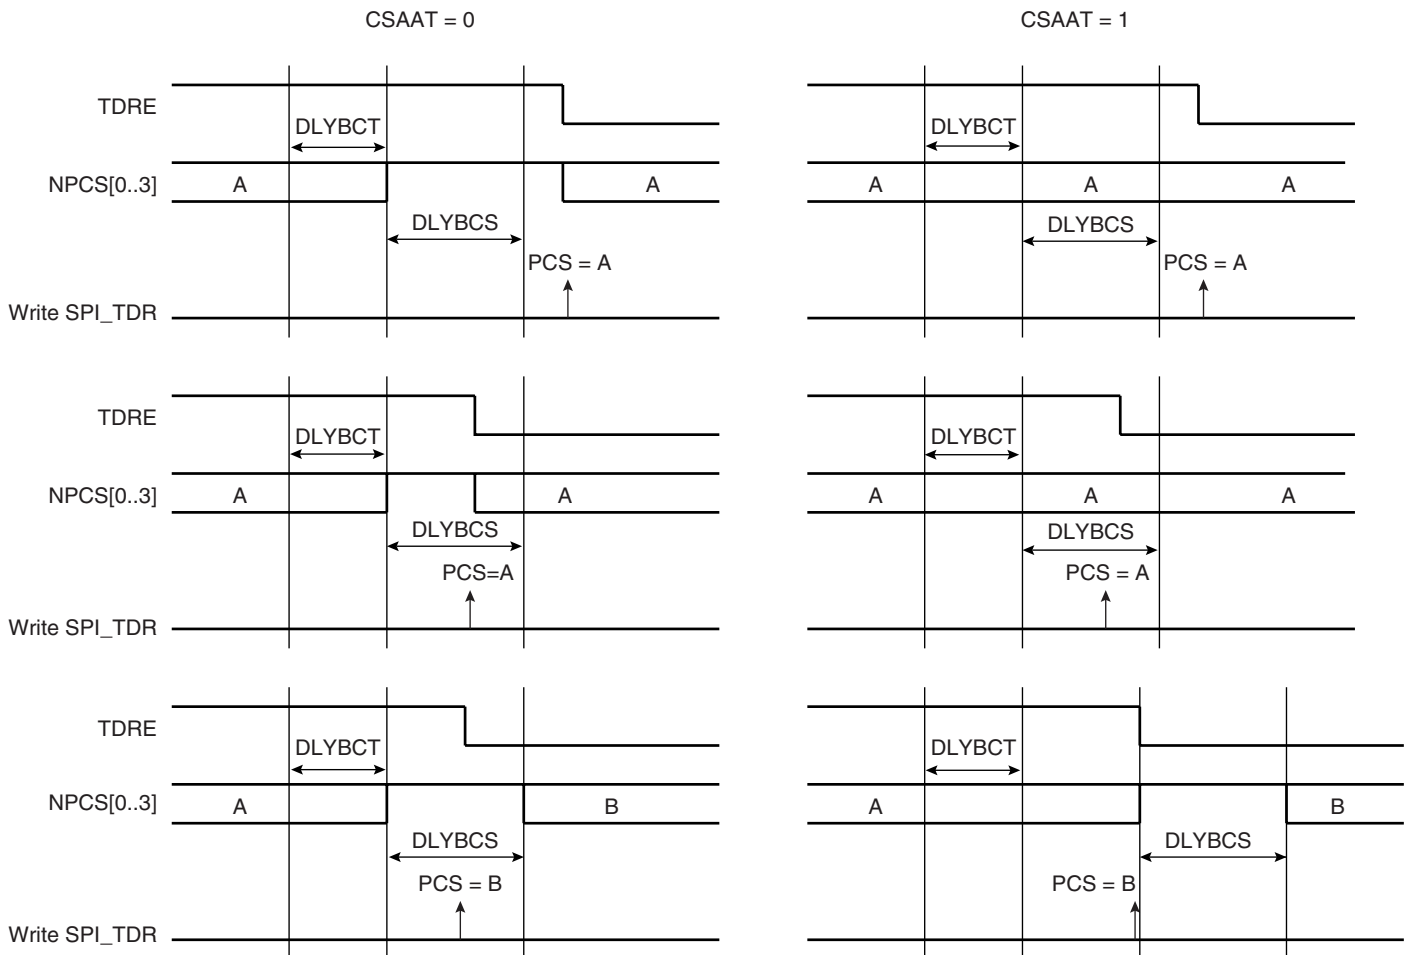 CSAAT = 0 CSAAT = 1
TDRE
DLYBCT DLYBCT
NPCS[0..3] A A A A A
DLYBCS DLYBCS
PCS = A PCS = A
Write SPI_TDR
TDRE
DLYBCT DLYBCT
NPCS[0..3] A A A A A
DLYBCS DLYBCS
PCS=A PCS = A
Write SPI_TDR
TDRE
DLYBCT DLYBCT
NPCS[0..3] A B A B
DLYBCS DLYBCS
PCS = B PCS = B
Write SPI_TDR